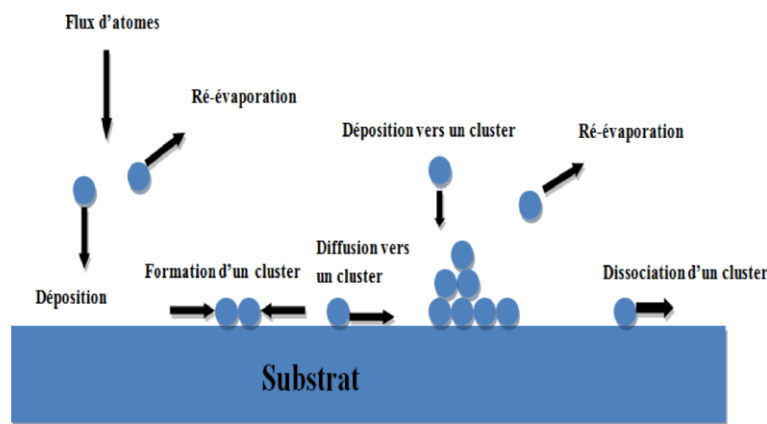 Flux d'atomes
Ré-évaporation
Déposition vers un cluster
Ré-évaporation
Formation d'un cluster
Diffusion vers
un cluster
Dissociation d'un cluster
Déposition
Substrat